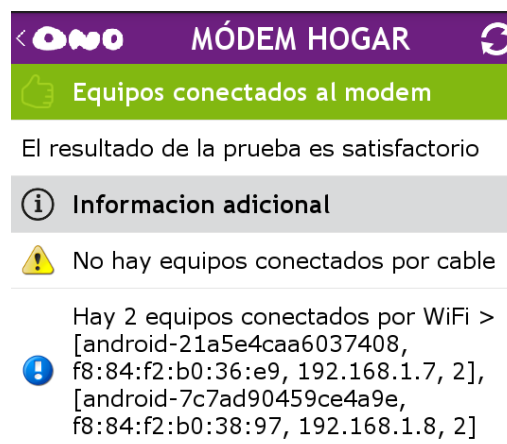 < ONO MÓDEM HOGAR
Equipos conectados al modem
El resultado de la prueba es satisfactorio
Informacion adicional
No hay equipos conectados por cable
Hay 2 equipos conectados por WiFi >
[android-21a5e4caa6037408,
f8:84:f2:b0:36:e9, 192.168.1.7, 2],
[android-7c7ad90459ce4a9e,
f8:84:f2:b0:38:97, 192.168.1.8, 2]